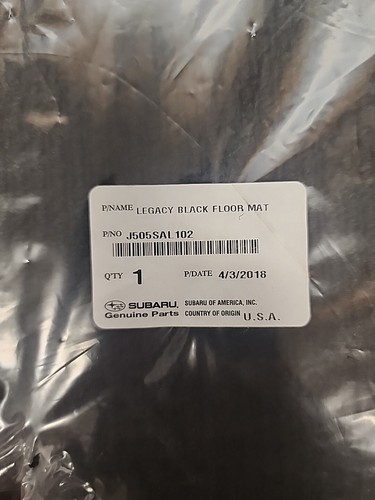 P/NAME LEGACY BLACK FLOOR MAT
P/NO J505SAL102
Q'TY 1 P/DATE 4/3/2018
SUBARU. SUBARU OF AMERICA, INC.
Genuine Parts COUNTRY OF ORIGIN U.S.A.